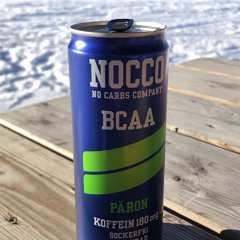 NOCCO
NO CARBS COMPANY
BCAA
PÄRON
KOFFEIN 180 mg
SOCKERFRI